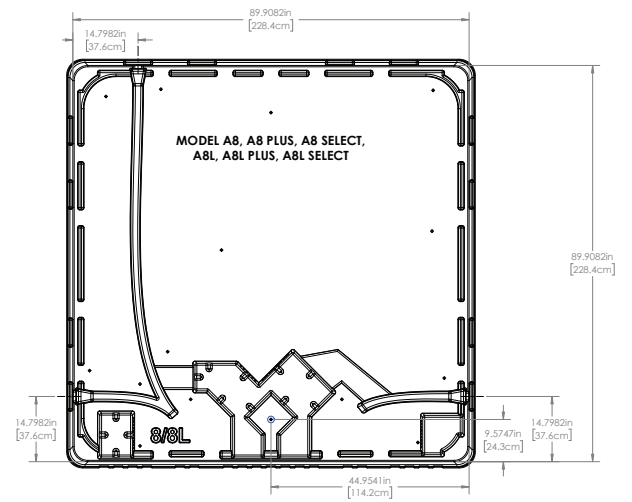 89.9082in
[228.4cm]
14.7982in
[37.6cm]
MODEL A8, A8 PLUS, A8 SELECT,
A8L, A8L PLUS, A8L SELECT
89.9082in
[228.4cm]
14.7982in
[37.6cm]
8/8L
9.5747in
[24.3cm]
14.7982in
[37.6cm]
44.9541in
[114.2cm]